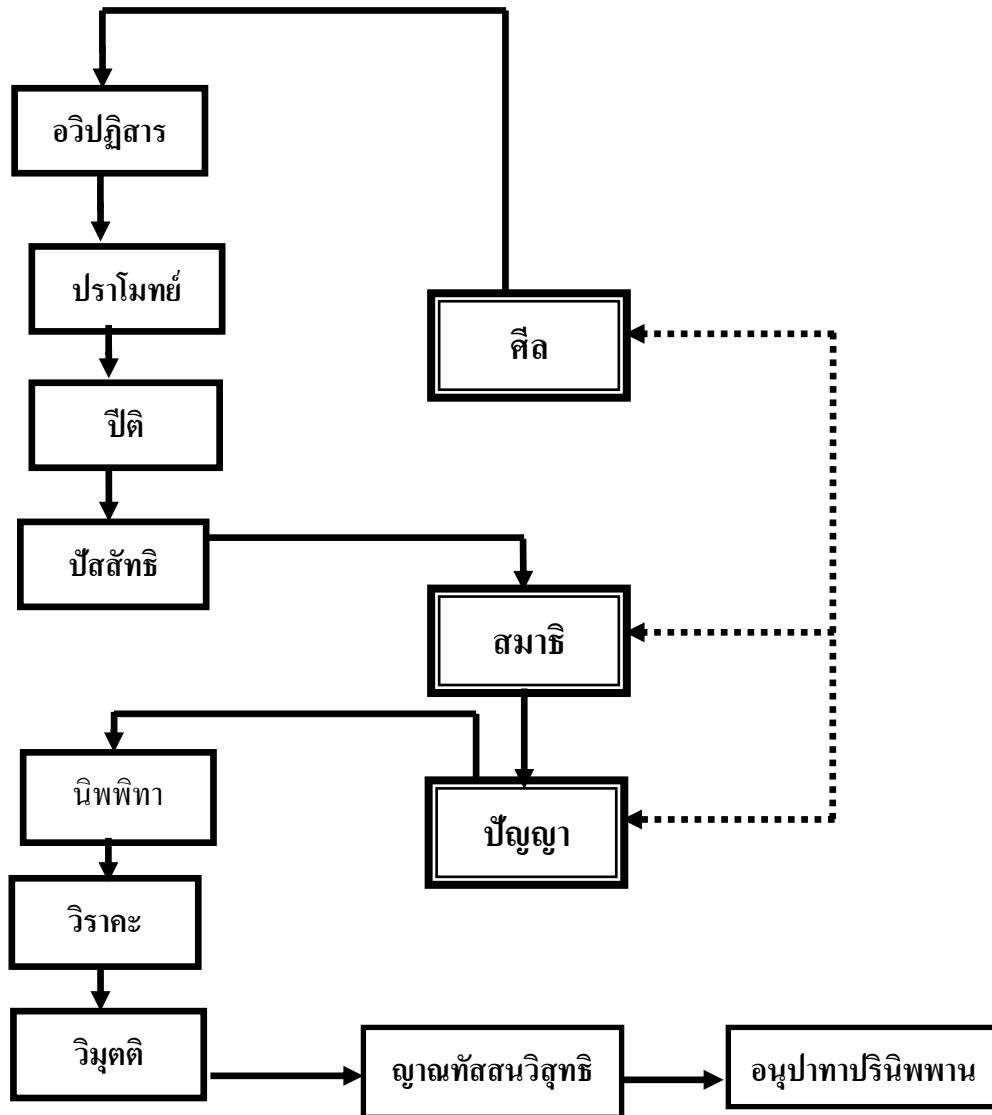 อวิปฏิสาร
ปราโมทย์
ศีล
ปีติ
ปัสสัทธิ
สมาธิ
นิพพิทา
ปัญญา
วิราคะ
วิมุตติ
ญาณทัสสนวิสุทธิ
อนุปาทาปรินิพพาน